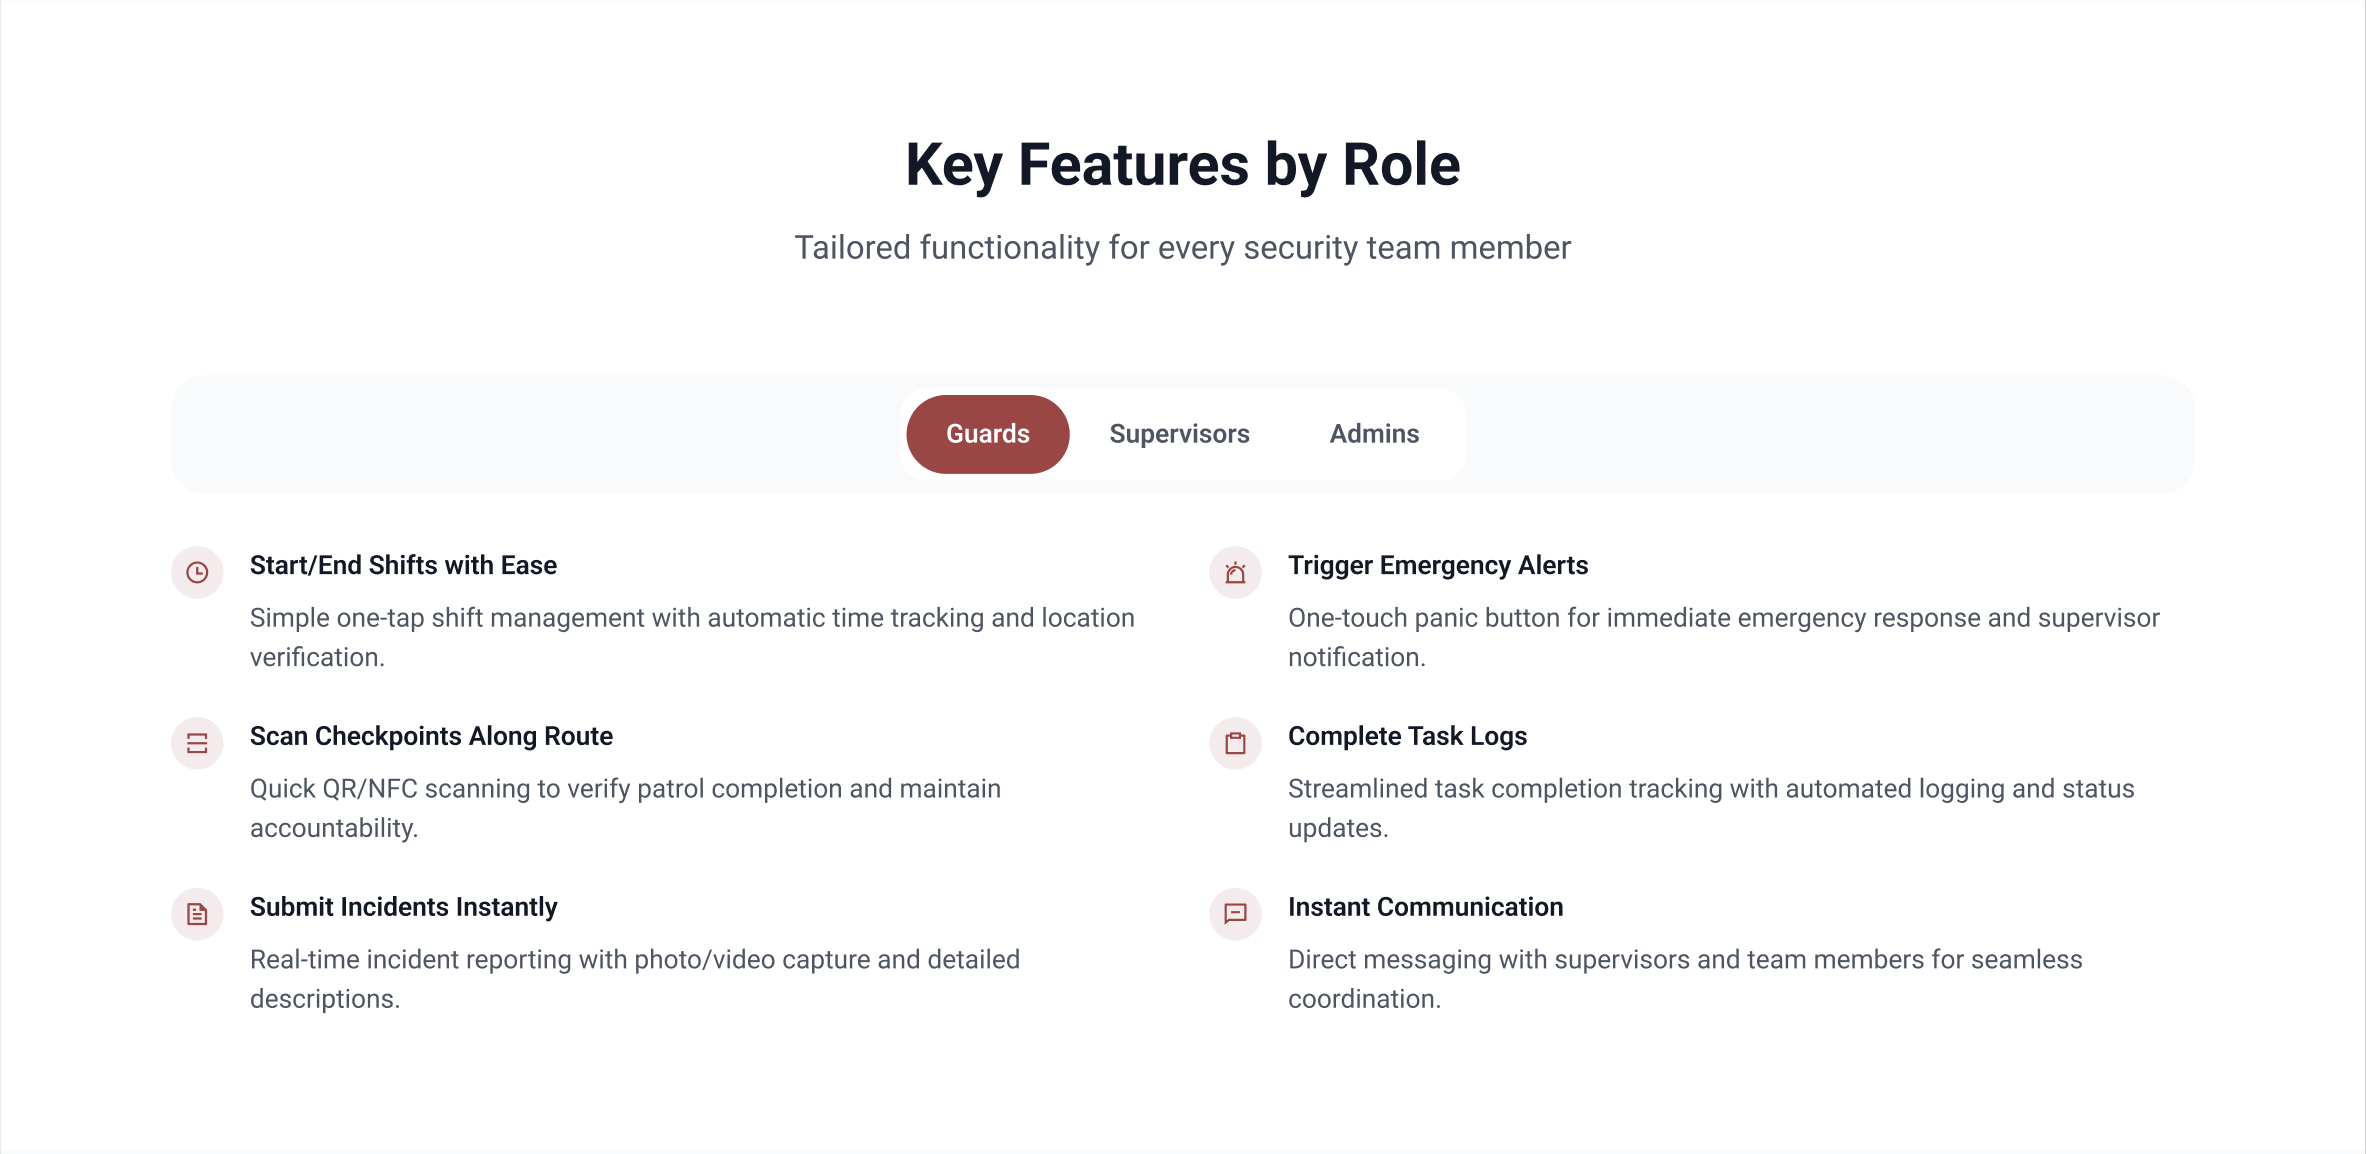 Key Features by Role
Tailored functionality for every security team member
Guards
Supervisors
Admins
Start/End Shifts with Ease
Simple one-tap shift management with automatic time tracking and location
verification.
Trigger Emergency Alerts
One-touch panic button for immediate emergency response and supervisor
notification.
Scan Checkpoints Along Route
Quick QR/NFC scanning to verify patrol completion and maintain
accountability.
Complete Task Logs
Streamlined task completion tracking with automated logging and status
updates.
Submit Incidents Instantly
Real-time incident reporting with photo/video capture and detailed
descriptions.
Instant Communication
Direct messaging with supervisors and team members for seamless
coordination.